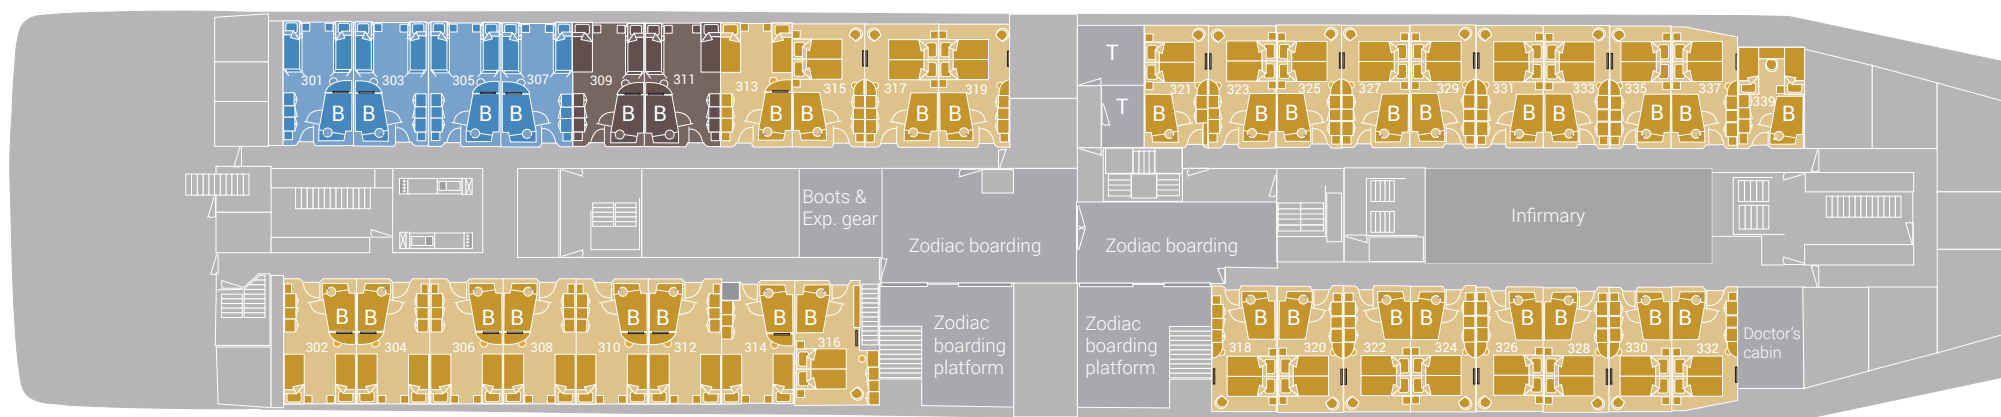 301 303 305 307 309 311 313 315 317 319 321 323 325 327 329 331 333 335 337 339
B B B B B B B B B B T T B B B B B B B B B B
Boots &
Exp. gear
Zodiac boarding
Zodiac boarding
Infirmary
B B B B B B B B B B B B B B B B
Zodiac
boarding
platform
Zodiac
boarding
platform
Doctor's
cabin
302 304 306 308 310 312 314 316 318 320 322 324 326 328 330 332